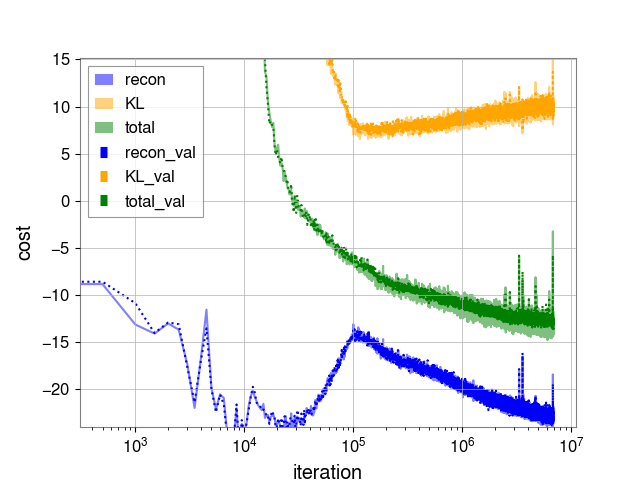 15
10
5
0
−5
−10
−15
−20
cost
recon
KL
total
recon_val
KL_val
total_val
10³ 10⁴ 10⁵ 10⁶ 10⁷
iteration